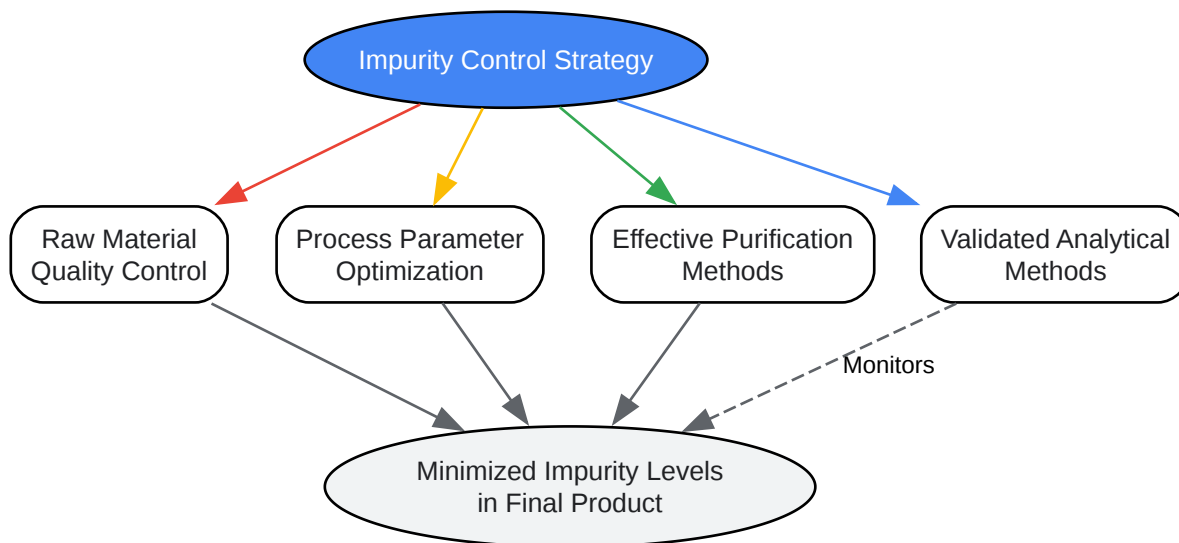 Impurity Control Strategy
Raw Material
Quality Control
Process Parameter
Optimization
Effective Purification
Methods
Validated Analytical
Methods
Monitors
Minimized Impurity Levels
in Final Product